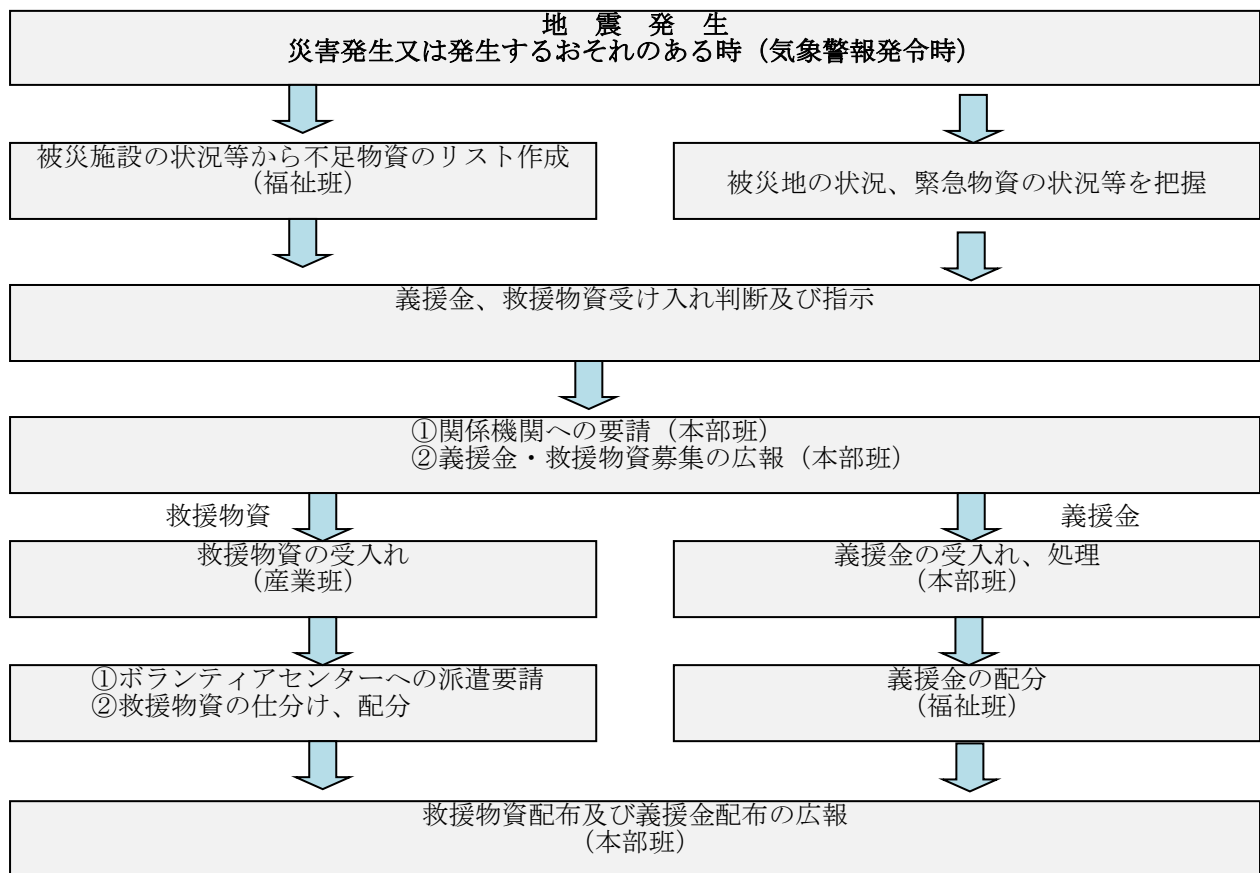 地 震 発 生
災害発生又は発生するおそれのある時（気象警報発令時）
被災施設の状況等から不足物資のリスト作成
（福祉班）
被災地の状況、緊急物資の状況等を把握
義援金、救援物資受け入れ判断及び指示
①関係機関への要請（本部班）
②義援金・救援物資募集の広報（本部班）
救援物資
義援金
救援物資の受入れ
（産業班）
義援金の受入れ、処理
（本部班）
①ボランティアセンターへの派遣要請
②救援物資の仕分け、配分
義援金の配分
（福祉班）
救援物資配布及び義援金配布の広報
（本部班）